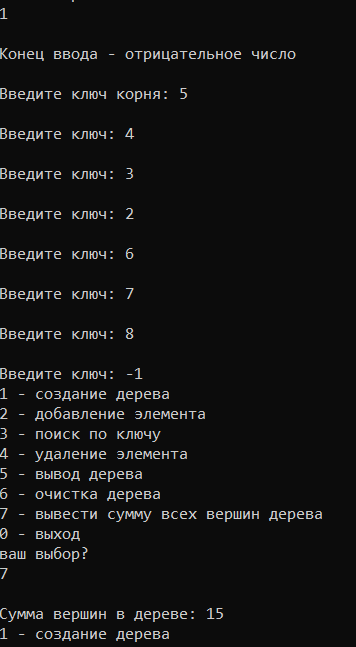 1
Конец ввода - отрицательное число
Введите ключ корня: 5
Введите ключ: 4
Введите ключ: 3
Введите ключ: 2
Введите ключ: 6
Введите ключ: 7
Введите ключ: 8
Введите ключ: -1
1 - создание дерева
2 - добавление элемента
3 - поиск по ключу
4 - удаление элемента
5 - вывод дерева
6 - очистка дерева
7 - вывести сумму всех вершин дерева
0 - выход
ваш выбор?
7
Сумма вершин в дереве: 15
1 - создание дерева